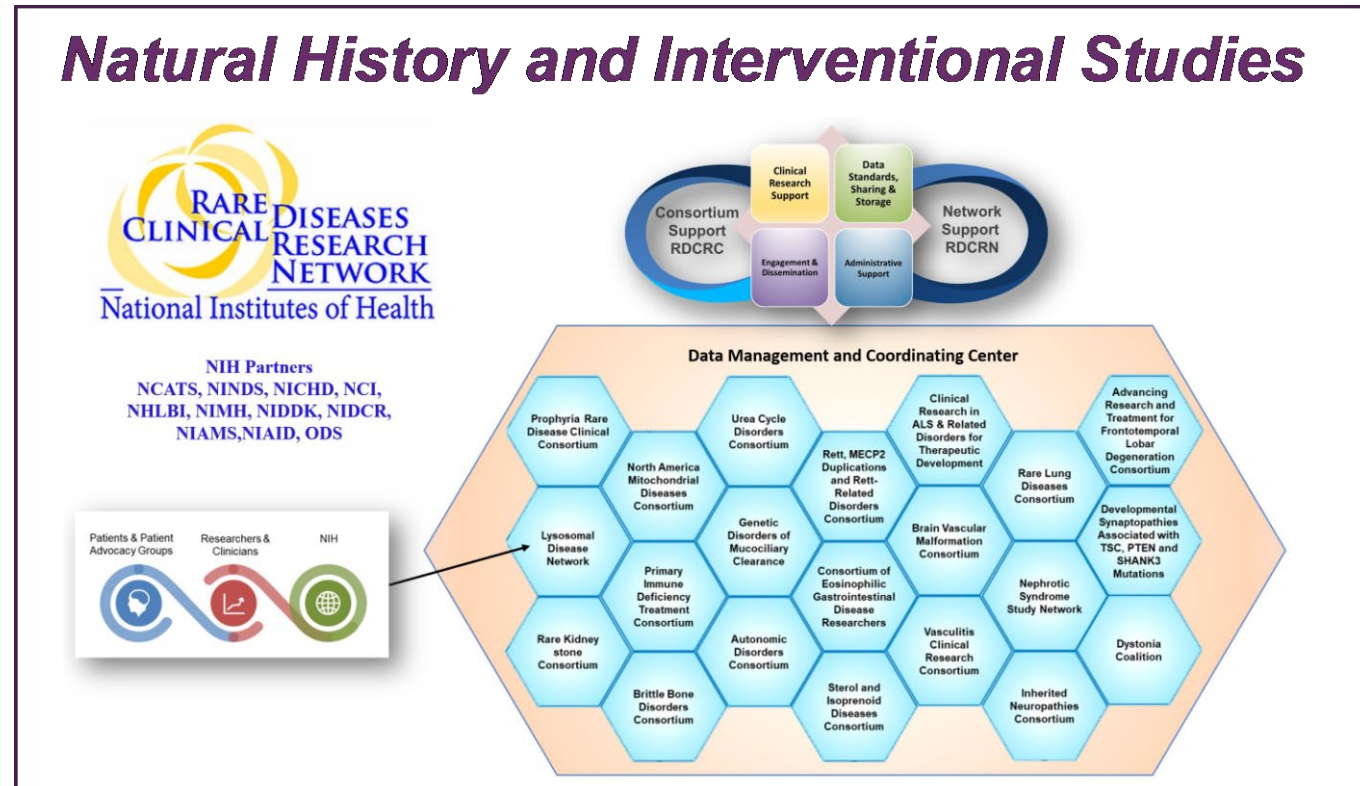 Natural History and Interventional Studies
RARE
CLINICAL DISEASES
RESEARCH
NETWORK
National Institutes of Health
NIH Partners
NCATS, NINDS, NICHD, NCI,
NHLBI, NIMH, NIDDK, NIDCR,
NIAMS,NIAID, ODS
Patients & Patient
Advocacy Groups
Researchers &
Clinicians
NIH
Consortium
Support
RDCRC
Clinical
Research
Support
Data
Standards,
Sharing &
Storage
Engagement &
Dissemination
Administrative
Support
Network
Support
RDCRN
Data Management and Coordinating Center
Prophyria Rare
Disease Clinical
Consortium
Lysosomal
Disease
Network
Rare Kidney
stone
Consortium
North America
Mitochondrial
Diseases
Consortium
Primary
Immune
Deficiency
Treatment
Consortium
Brittle Bone
Disorders
Consortium
Urea Cycle
Disorders
Consortium
Genetic
Disorders of
Mucociliary
Clearance
Autonomic
Disorders
Consortium
Rett, MECP2
Duplications
and Rett-
Related
Disorders
Consortium
Consortium of
Eosinophilic
Gastrointestinal
Disease
Researchers
Sterol and
Isoprenoid
Diseases
Consortium
Clinical
Research in
ALS & Related
Disorders for
Therapeutic
Development
Brain Vascular
Malformation
Consortium
Vasculitis
Clinical
Research
Consortium
Rare Lung
Diseases
Consortium
Nephrotic
Syndrome
Study Network
Inherited
Neuropathies
Consortium
Advancing
Research and
Treatment for
Frontotemporal
Lobar
Degeneration
Consortium
Developmental
Synaptopathies
Associated with
TSC, PTEN and
SHANK3
Mutations
Dystonia
Coalition